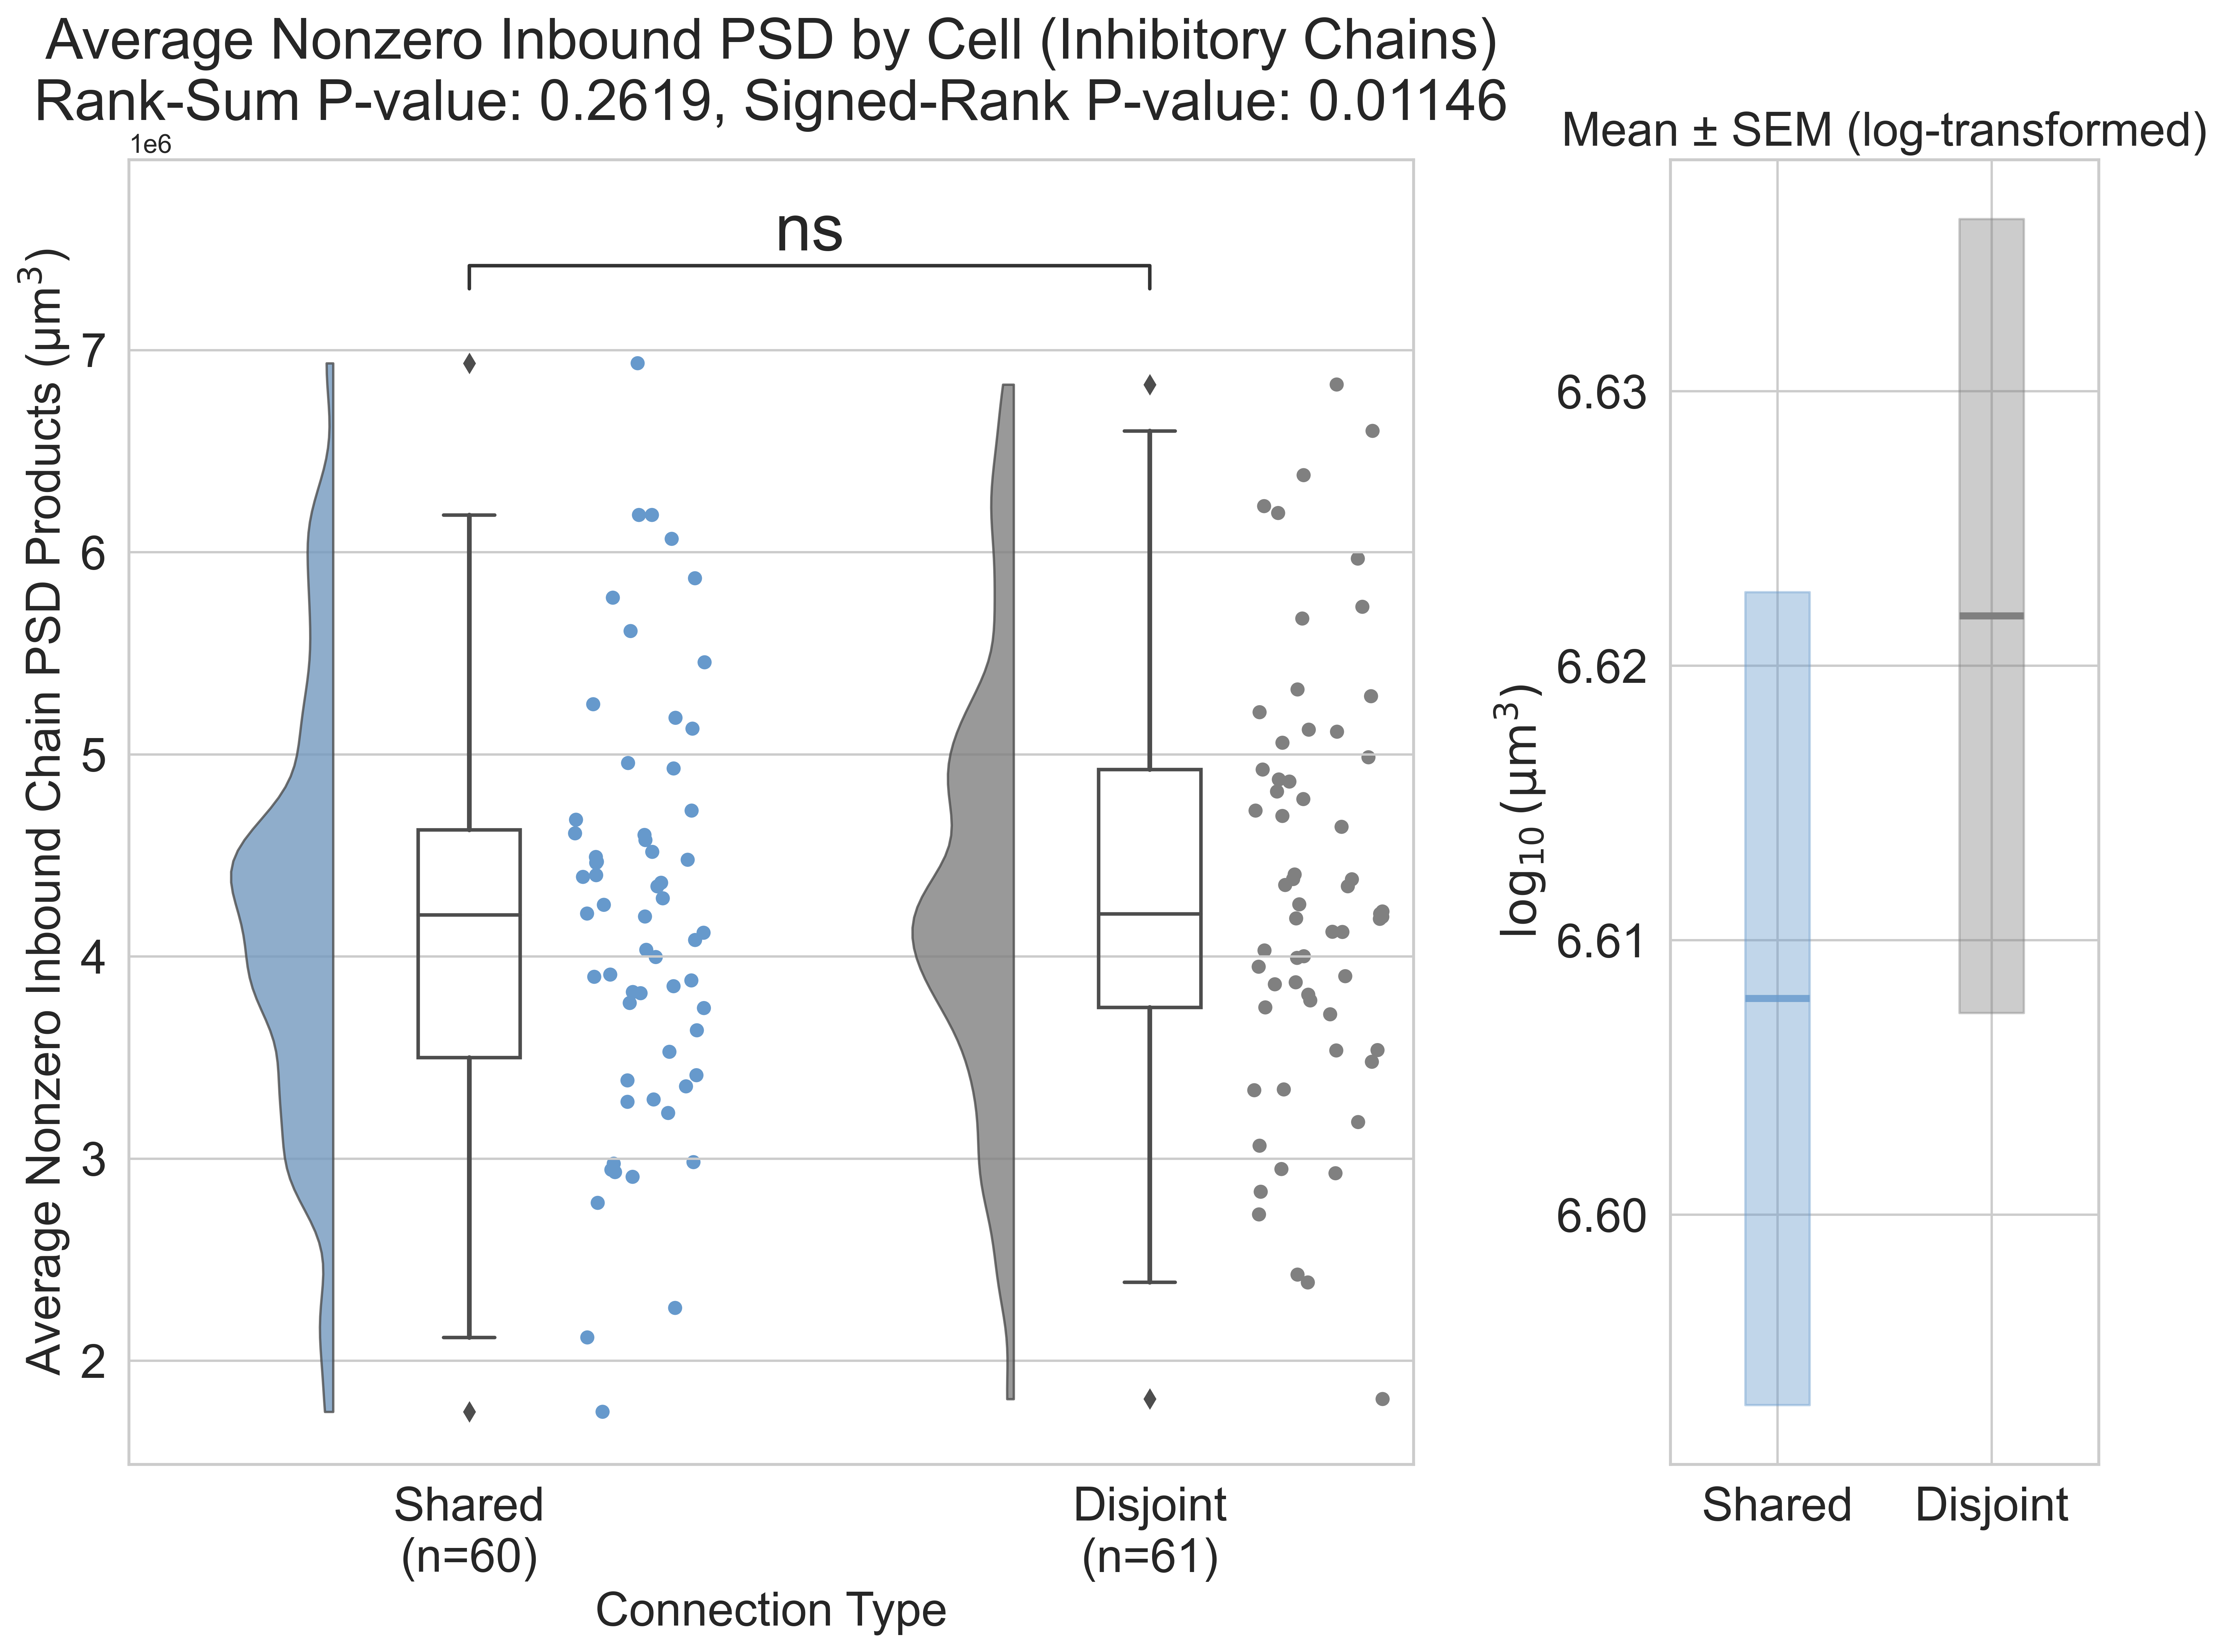 Average Nonzero Inbound PSD by Cell (Inhibitory Chains)
Rank-Sum P-value: 0.2619, Signed-Rank P-value: 0.01146
1e6
ns
Average Nonzero Inbound Chain PSD Products (µm³)
7
6
5
4
3
2
Shared
(n=60)
Disjoint
(n=61)
Connection Type
Mean ± SEM (log-transformed)
log₁₀ (µm³)
6.63
6.62
6.61
6.60
Shared
Disjoint